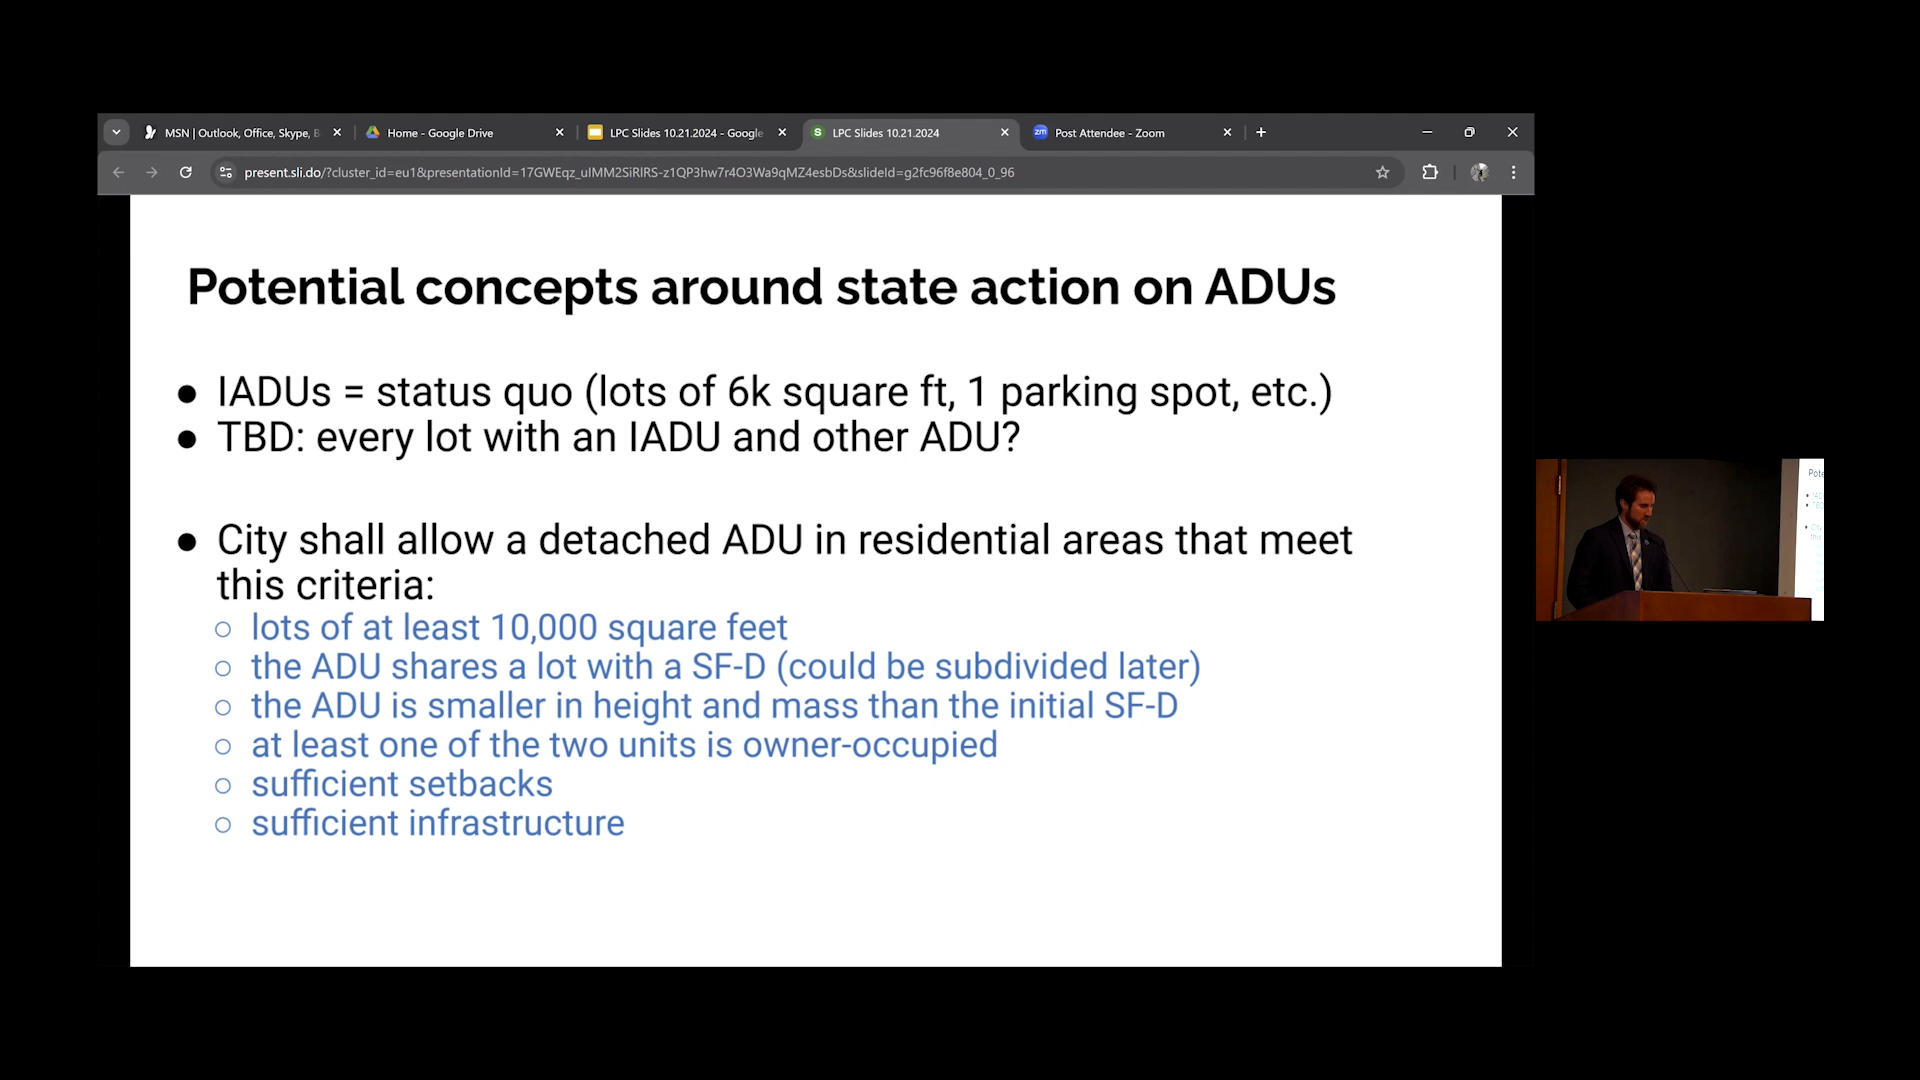 MSN | Outlook, Office, Skype, B
Home - Google Drive
LPC Slides 10.21.2024 - Google
LPC Slides 10.21.2024
zm
Post Attendee - Zoom
present.sli.do/?cluster_id=eu1&presentationId=17GWEqz_ulMM2SiRlRS-z1QP3hw7r4O3Wa9qMZ4esbDs&slideId=g2fc96f8e804_0_96
Potential concepts around state action on ADUs
● IADUs = status quo (lots of 6k square ft, 1 parking spot, etc.)
● TBD: every lot with an IADU and other ADU?
● City shall allow a detached ADU in residential areas that meet
this criteria:
○ lots of at least 10,000 square feet
○ the ADU shares a lot with a SF-D (could be subdivided later)
○ the ADU is smaller in height and mass than the initial SF-D
○ at least one of the two units is owner-occupied
○ sufficient setbacks
○ sufficient infrastructure